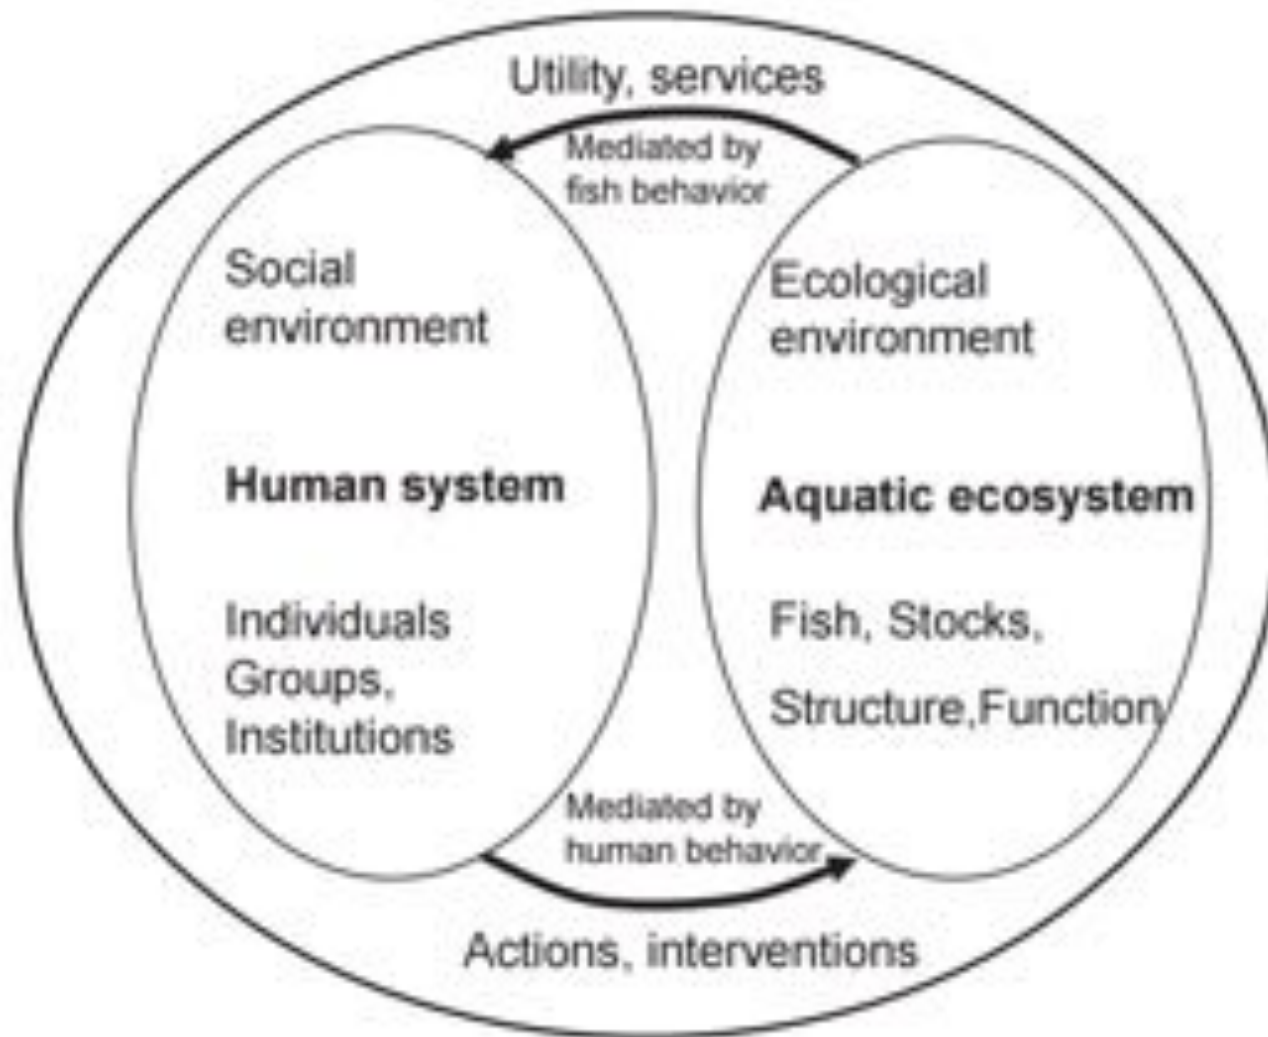 Utility, services
Mediated by
fish behavior
Social
environment
Human system
Individuals
Groups,
Institutions
Ecological
environment
Aquatic ecosystem
Fish, Stocks,
Structure,Function
Mediated by
human behavior
Actions, interventions